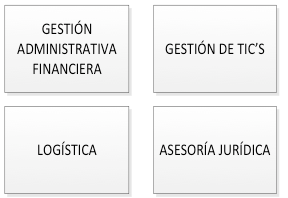 GESTIÓN
ADMINISTRATIVA
FINANCIERA
GESTIÓN DE TIC'S
LOGÍSTICA
ASESORÍA JURÍDICA